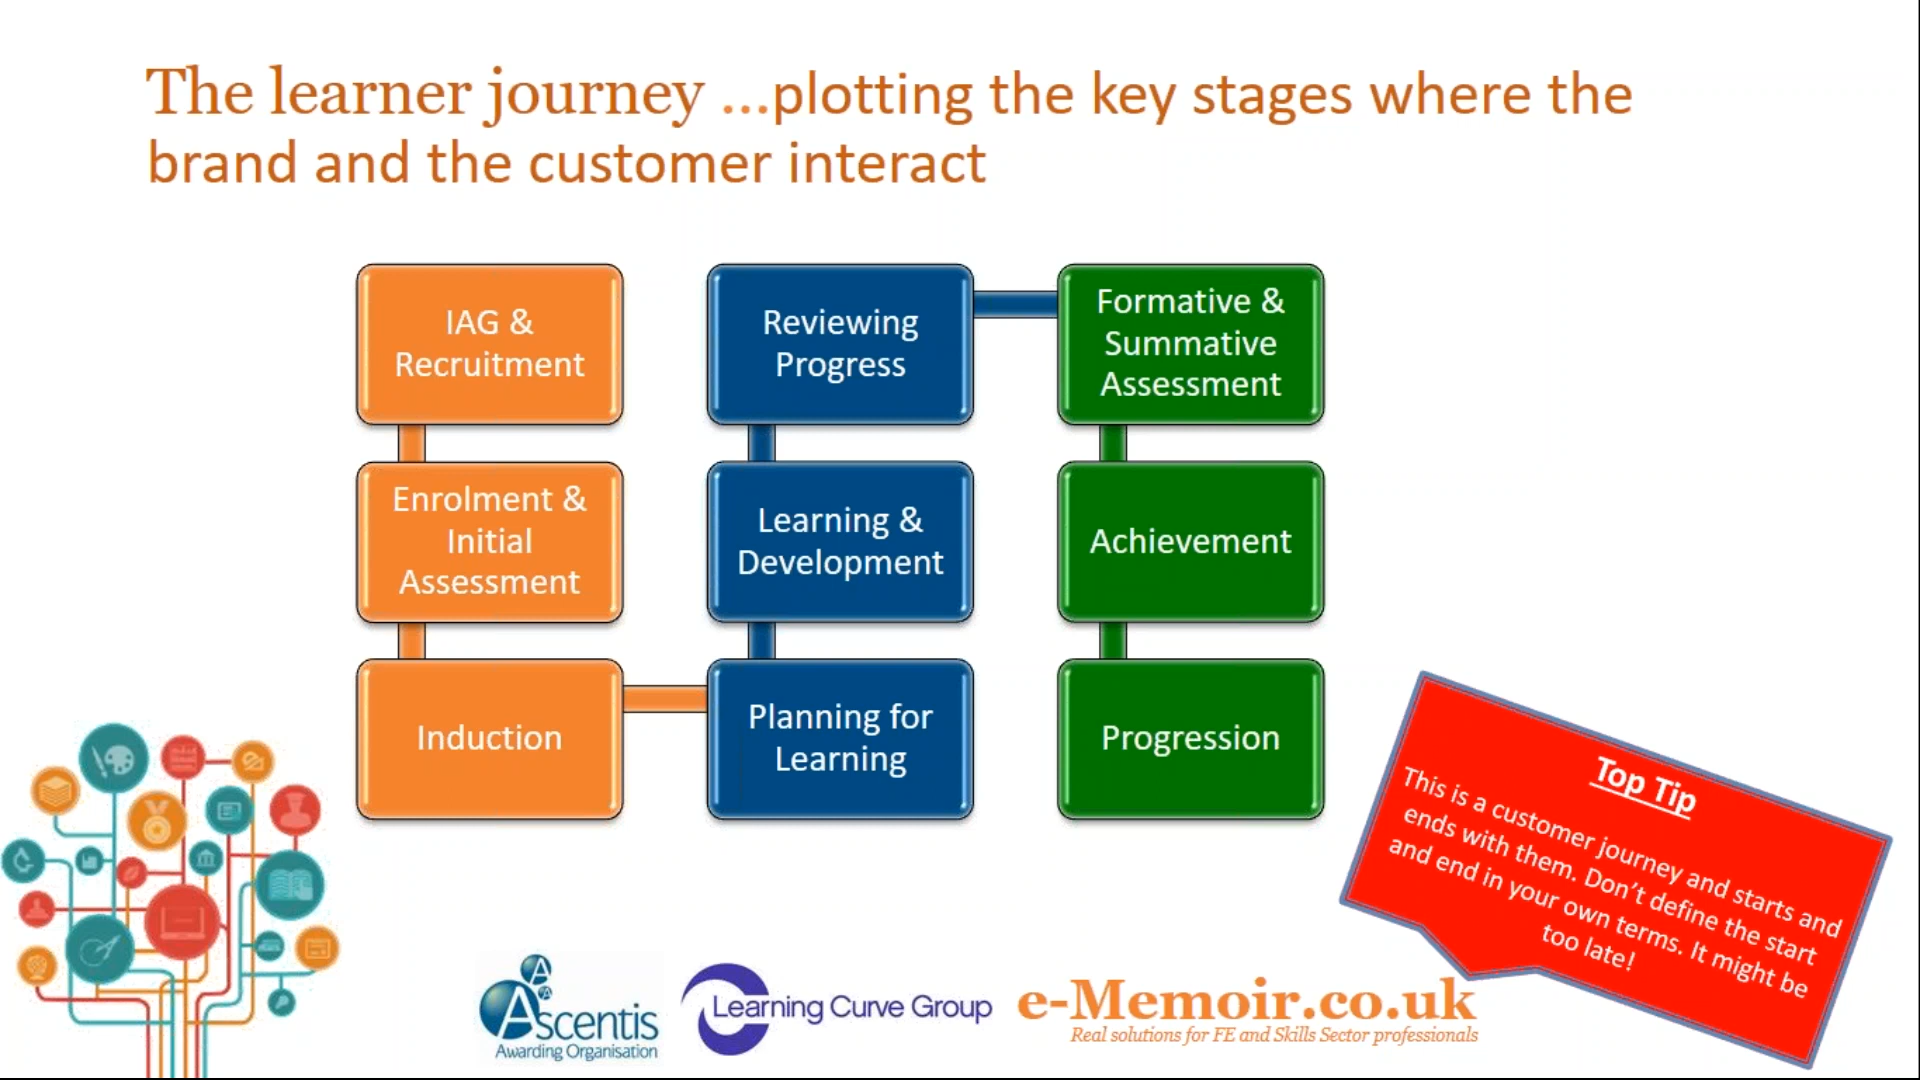 The learner journey ...plotting the key stages where the
brand and the customer interact
IAG &
Recruitment
Enrolment &
Initial
Assessment
Induction
Reviewing
Progress
Learning &
Development
Planning for
Learning
Formative &
Summative
Assessment
Achievement
Progression
Top Tip
This is a customer journey and starts and
ends with them. Don't define the start
and end in your own terms. It might be
too late!
A
A
Ascentis
Awarding Organisation
Learning Curve Group
e-Memoir.co.uk
Real solutions for FE and Skills Sector professionals